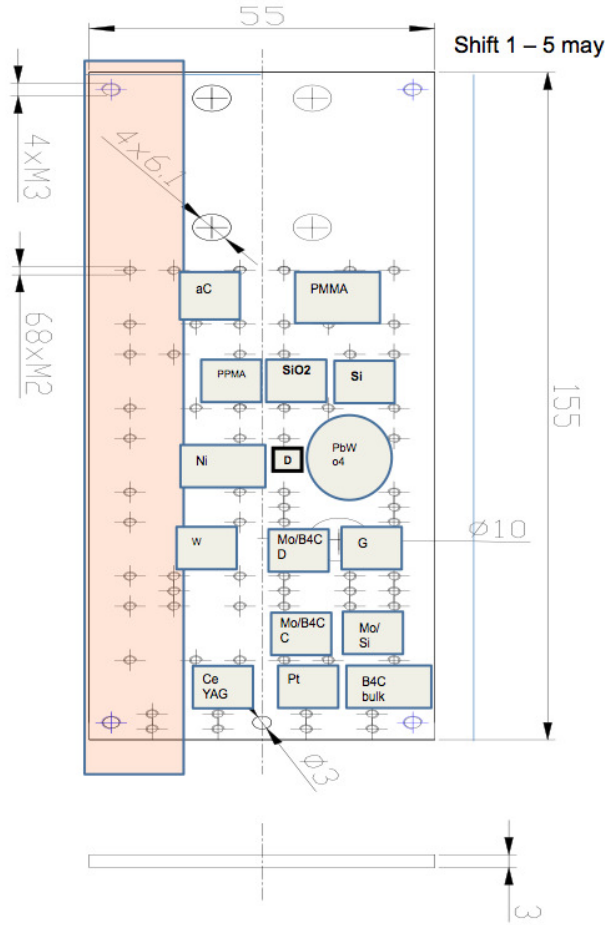 55
Shift 1 – 5 may
4xM3
4x6,1
68xM2
aC
PMMA
PPMA
SiO2
Si
155
Ni
D
PbW
o4
W
Mo/B4C
D
G
ø10
Mo/B4C
C
Mo/
Si
Ce
YAG
Pt
B4C
bulk
ø3
3